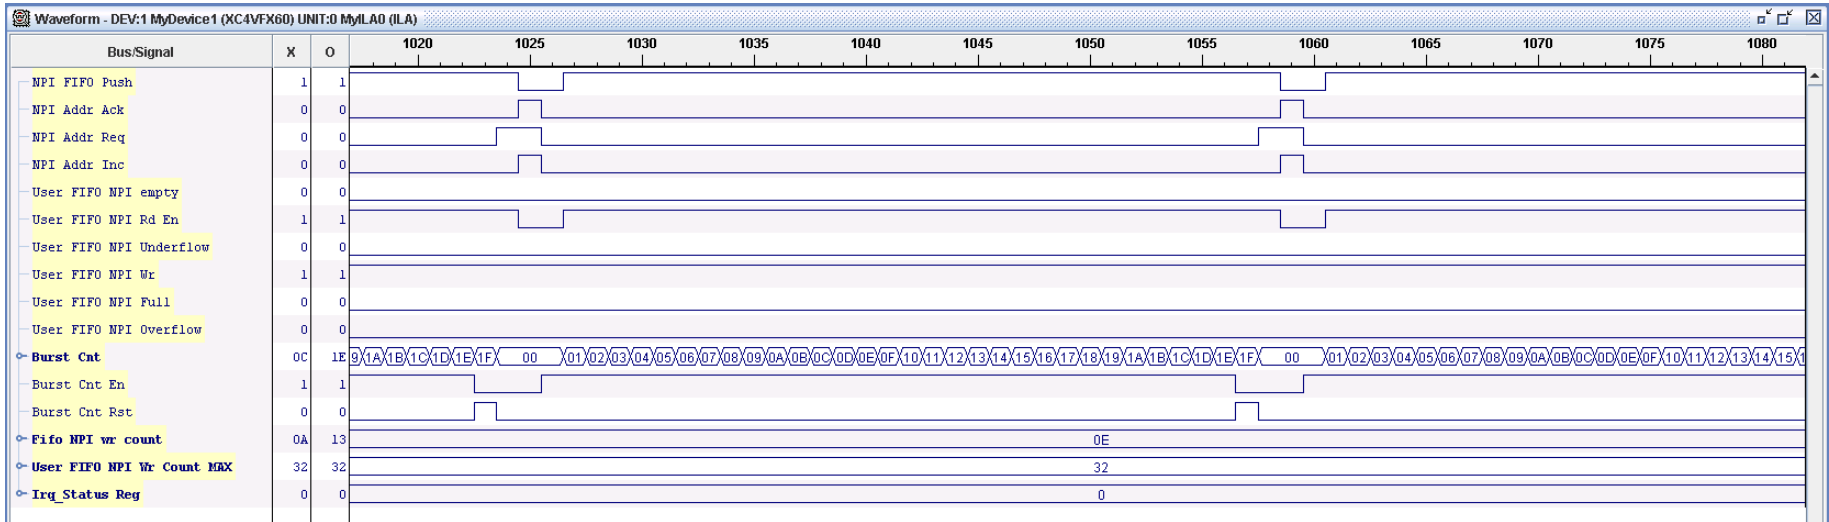 Waveform - DEV:1 MyDevice1 (XC4VFX60) UNIT:0 MyILA0 (ILA)
Bus/Signal X O 1020 1025 1030 1035 1040 1045 1050 1055 1060 1065 1070 1075 1080
NPI FIFO Push 1 1
NPI Addr Ack 0 0
NPI Addr Req 0 0
NPI Addr Inc 0 0
User FIFO NPI empty 0 0
User FIFO NPI Rd En 1 1
User FIFO NPI Underflow 0 0
User FIFO NPI Wr 1 1
User FIFO NPI Full 0 0
User FIFO NPI Overflow 0 0
Burst Cnt 0C 1E 9 1A 1B 1C 1D 1E 1F 00 01 02 03 04 05 06 07 08 09 0A 0B 0C 0D 0E 0F 10 11 12 13 14 15 16 17 18 19 1A 1B 1C 1D 1E 1F 00 01 02 03 04 05 06 07 08 09 0A 0B 0C 0D 0E 0F 10 11 12 13 14 15 1
Burst Cnt En 1 1
Burst Cnt Rst 0 0
Fifo NPI wr count 0A 13 0E
User FIFO NPI Wr Count MAX 32 32 32
Irq_Status Reg 0 0 0